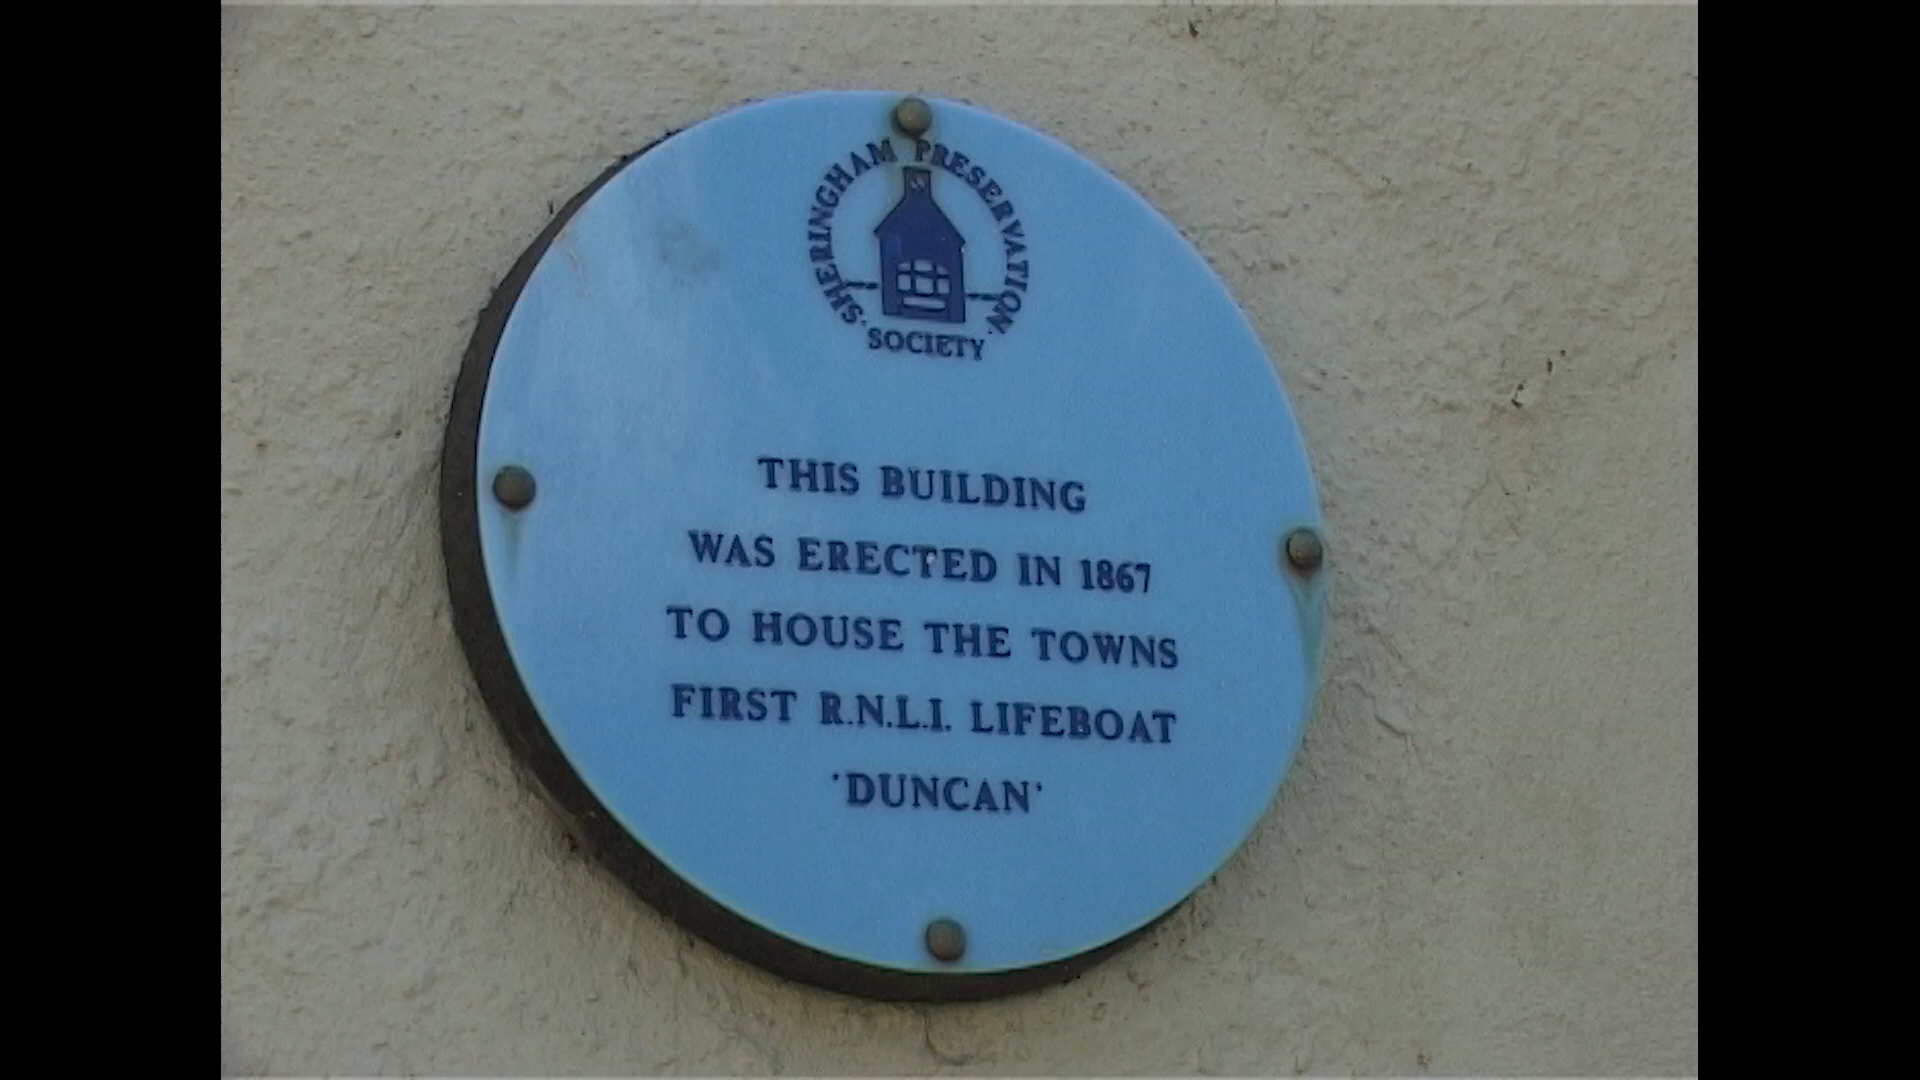 SHERINGHAM PRESERVATION
SOCIETY
THIS BUILDING
WAS ERECTED IN 1867
TO HOUSE THE TOWNS
FIRST R.N.L.I. LIFEBOAT
'DUNCAN'